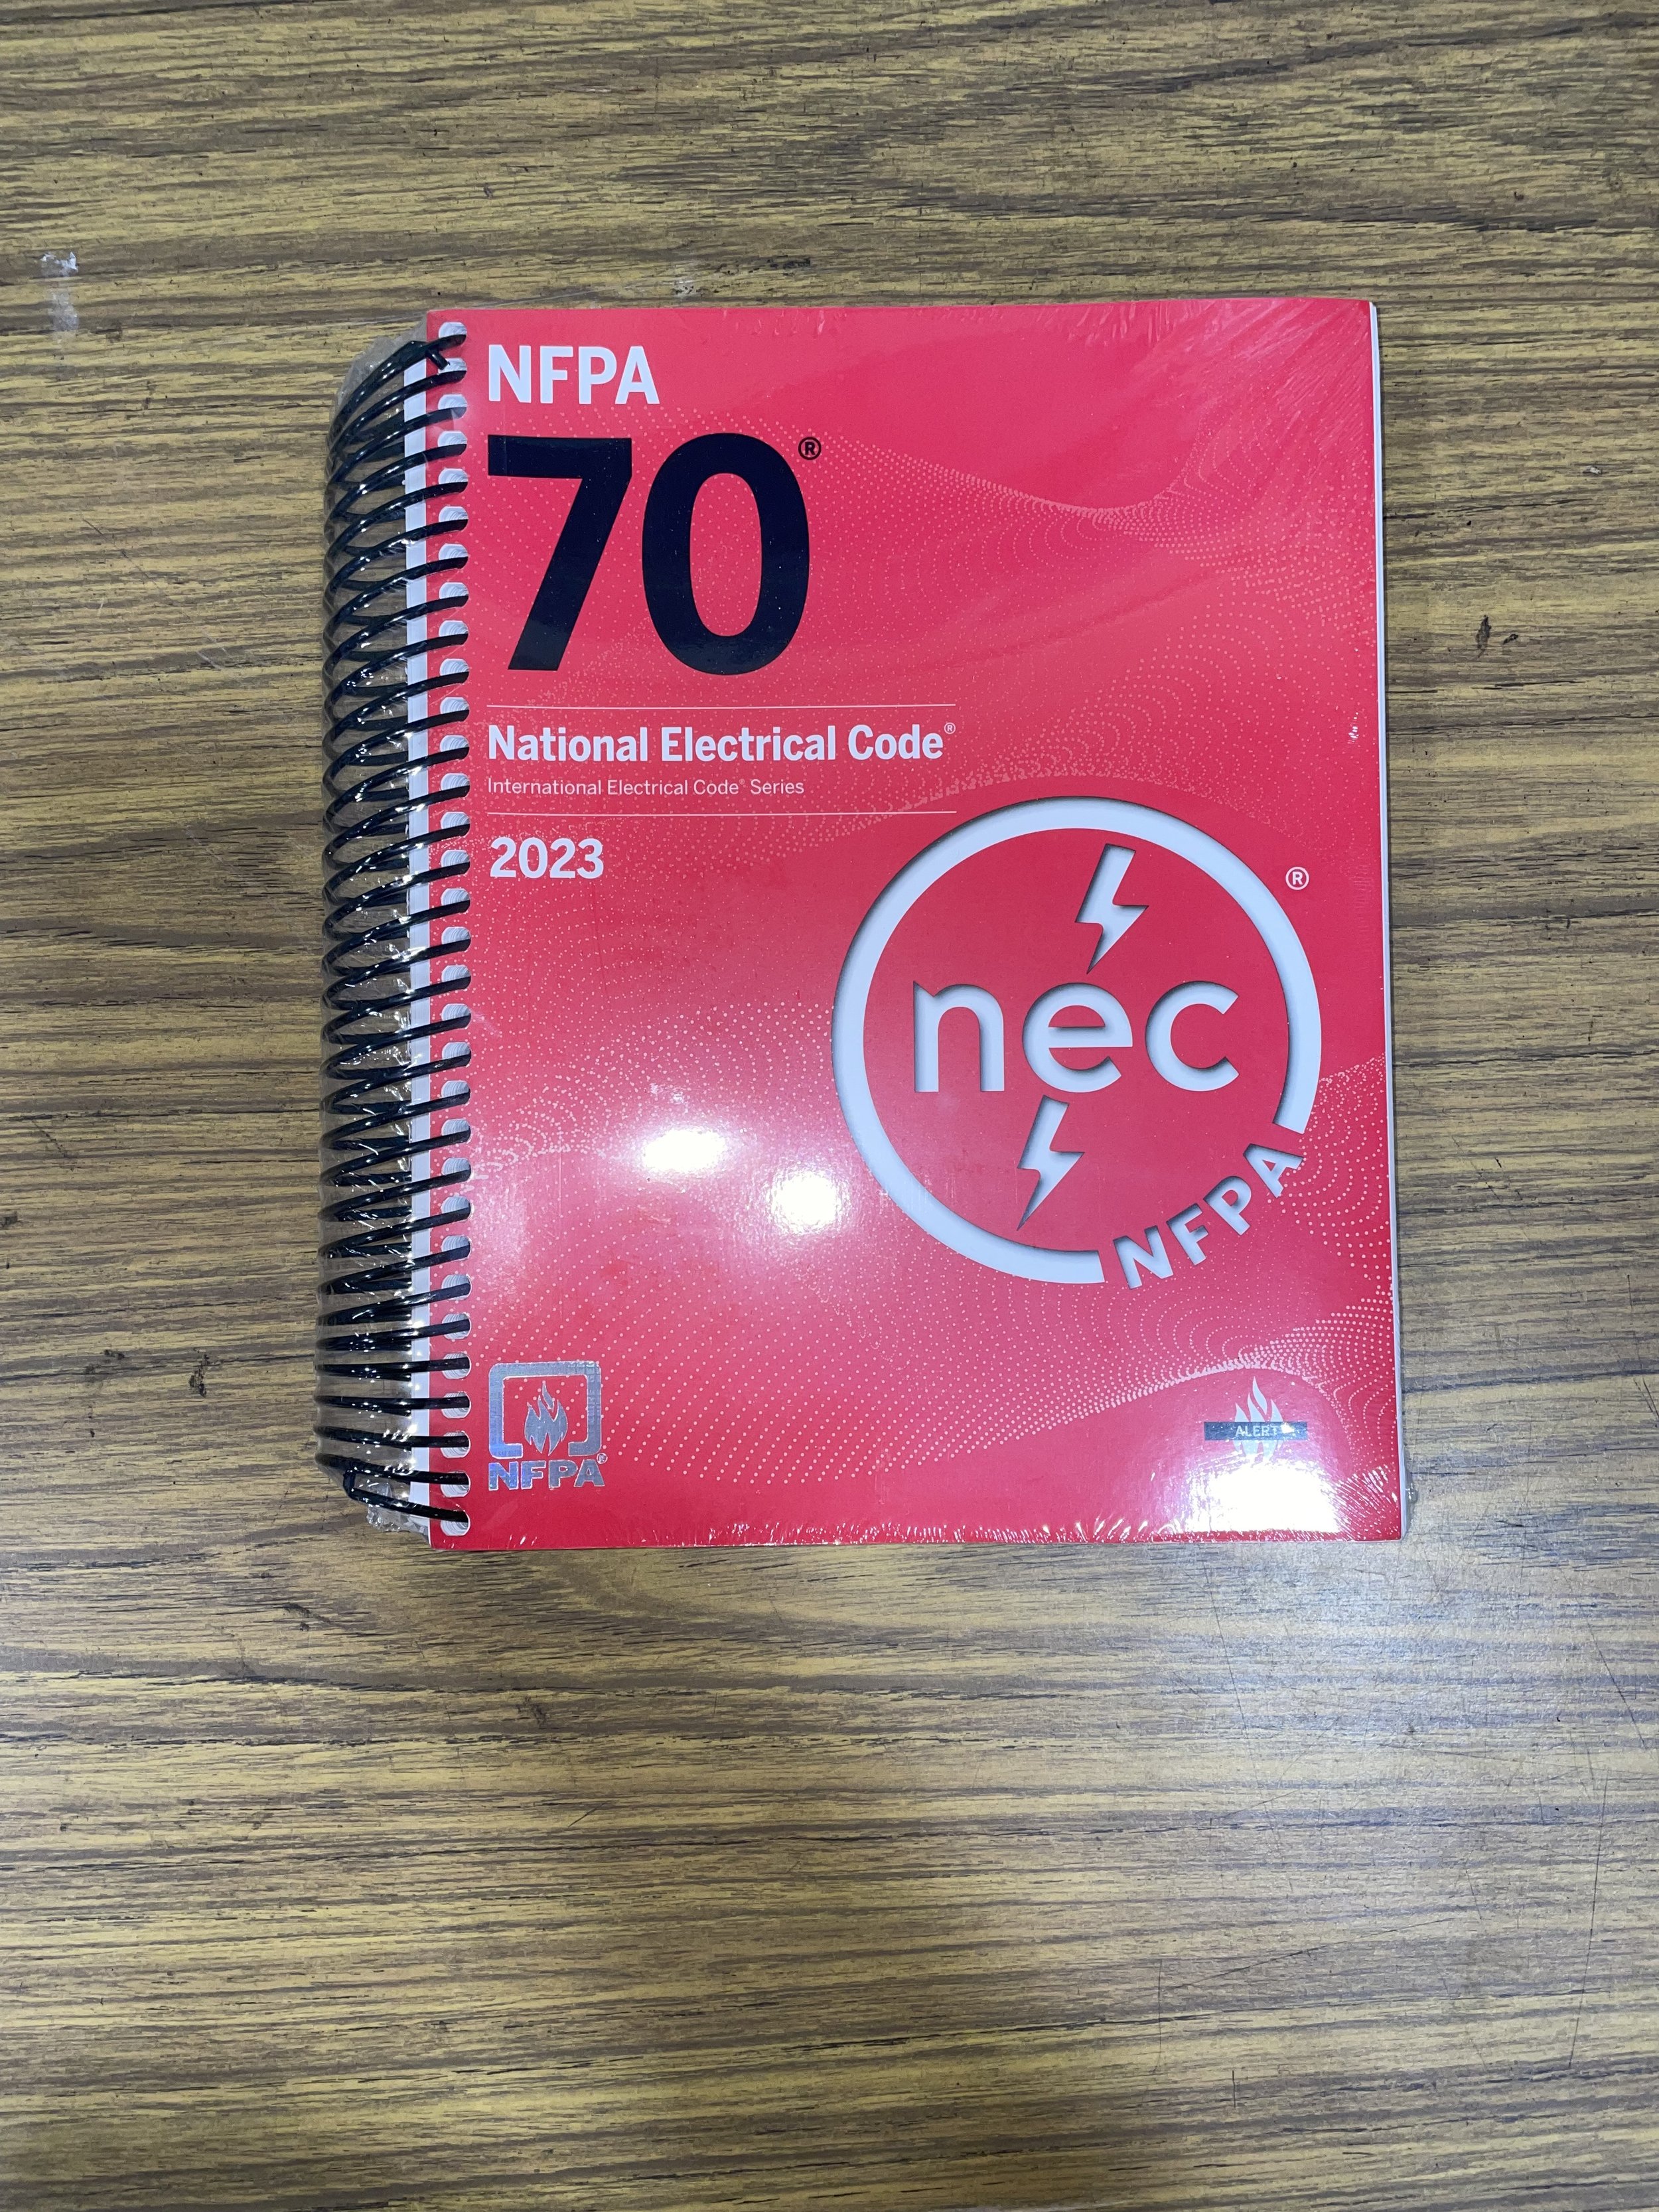 NFPA
70®
National Electrical Code®
International Electrical Code® Series
2023
®
nec
NFPA
NFPA®
ALERT